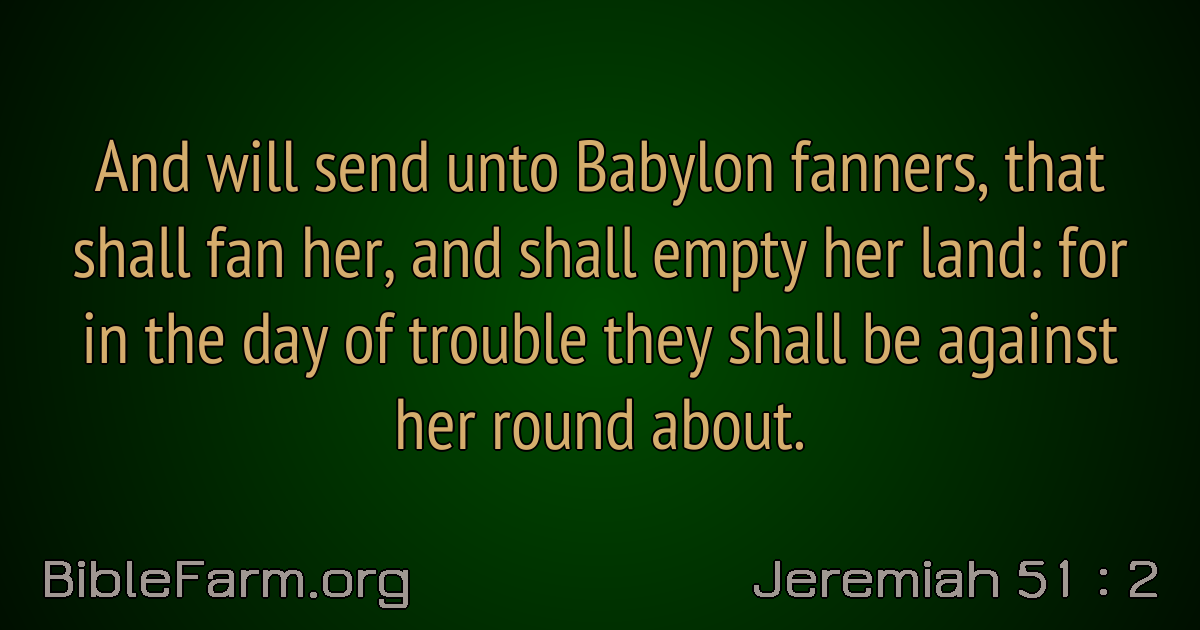 And will send unto Babylon fanners, that
shall fan her, and shall empty her land: for
in the day of trouble they shall be against
her round about.
BibleFarm.org
Jeremiah 51 : 2